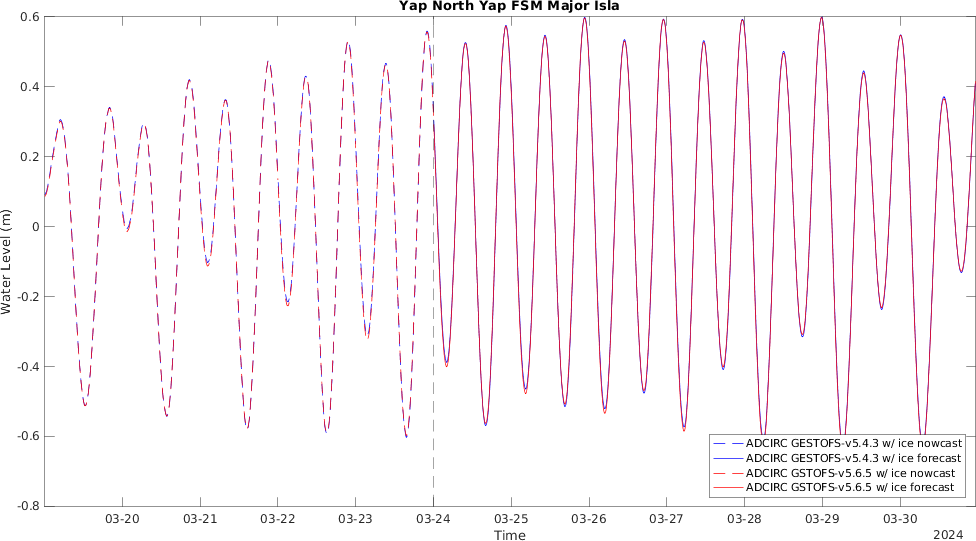 Yap North Yap FSM Major Isla
0.6
0.4
0.2
0
-0.2
-0.4
-0.6
-0.8
Water Level (m)
ADCIRC GESTOFS-v5.4.3 w/ ice nowcast
ADCIRC GESTOFS-v5.4.3 w/ ice forecast
ADCIRC GSTOFS-v5.6.5 w/ ice nowcast
ADCIRC GSTOFS-v5.6.5 w/ ice forecast
03-20 03-21 03-22 03-23 03-24 03-25 03-26 03-27 03-28 03-29 03-30
Time
2024